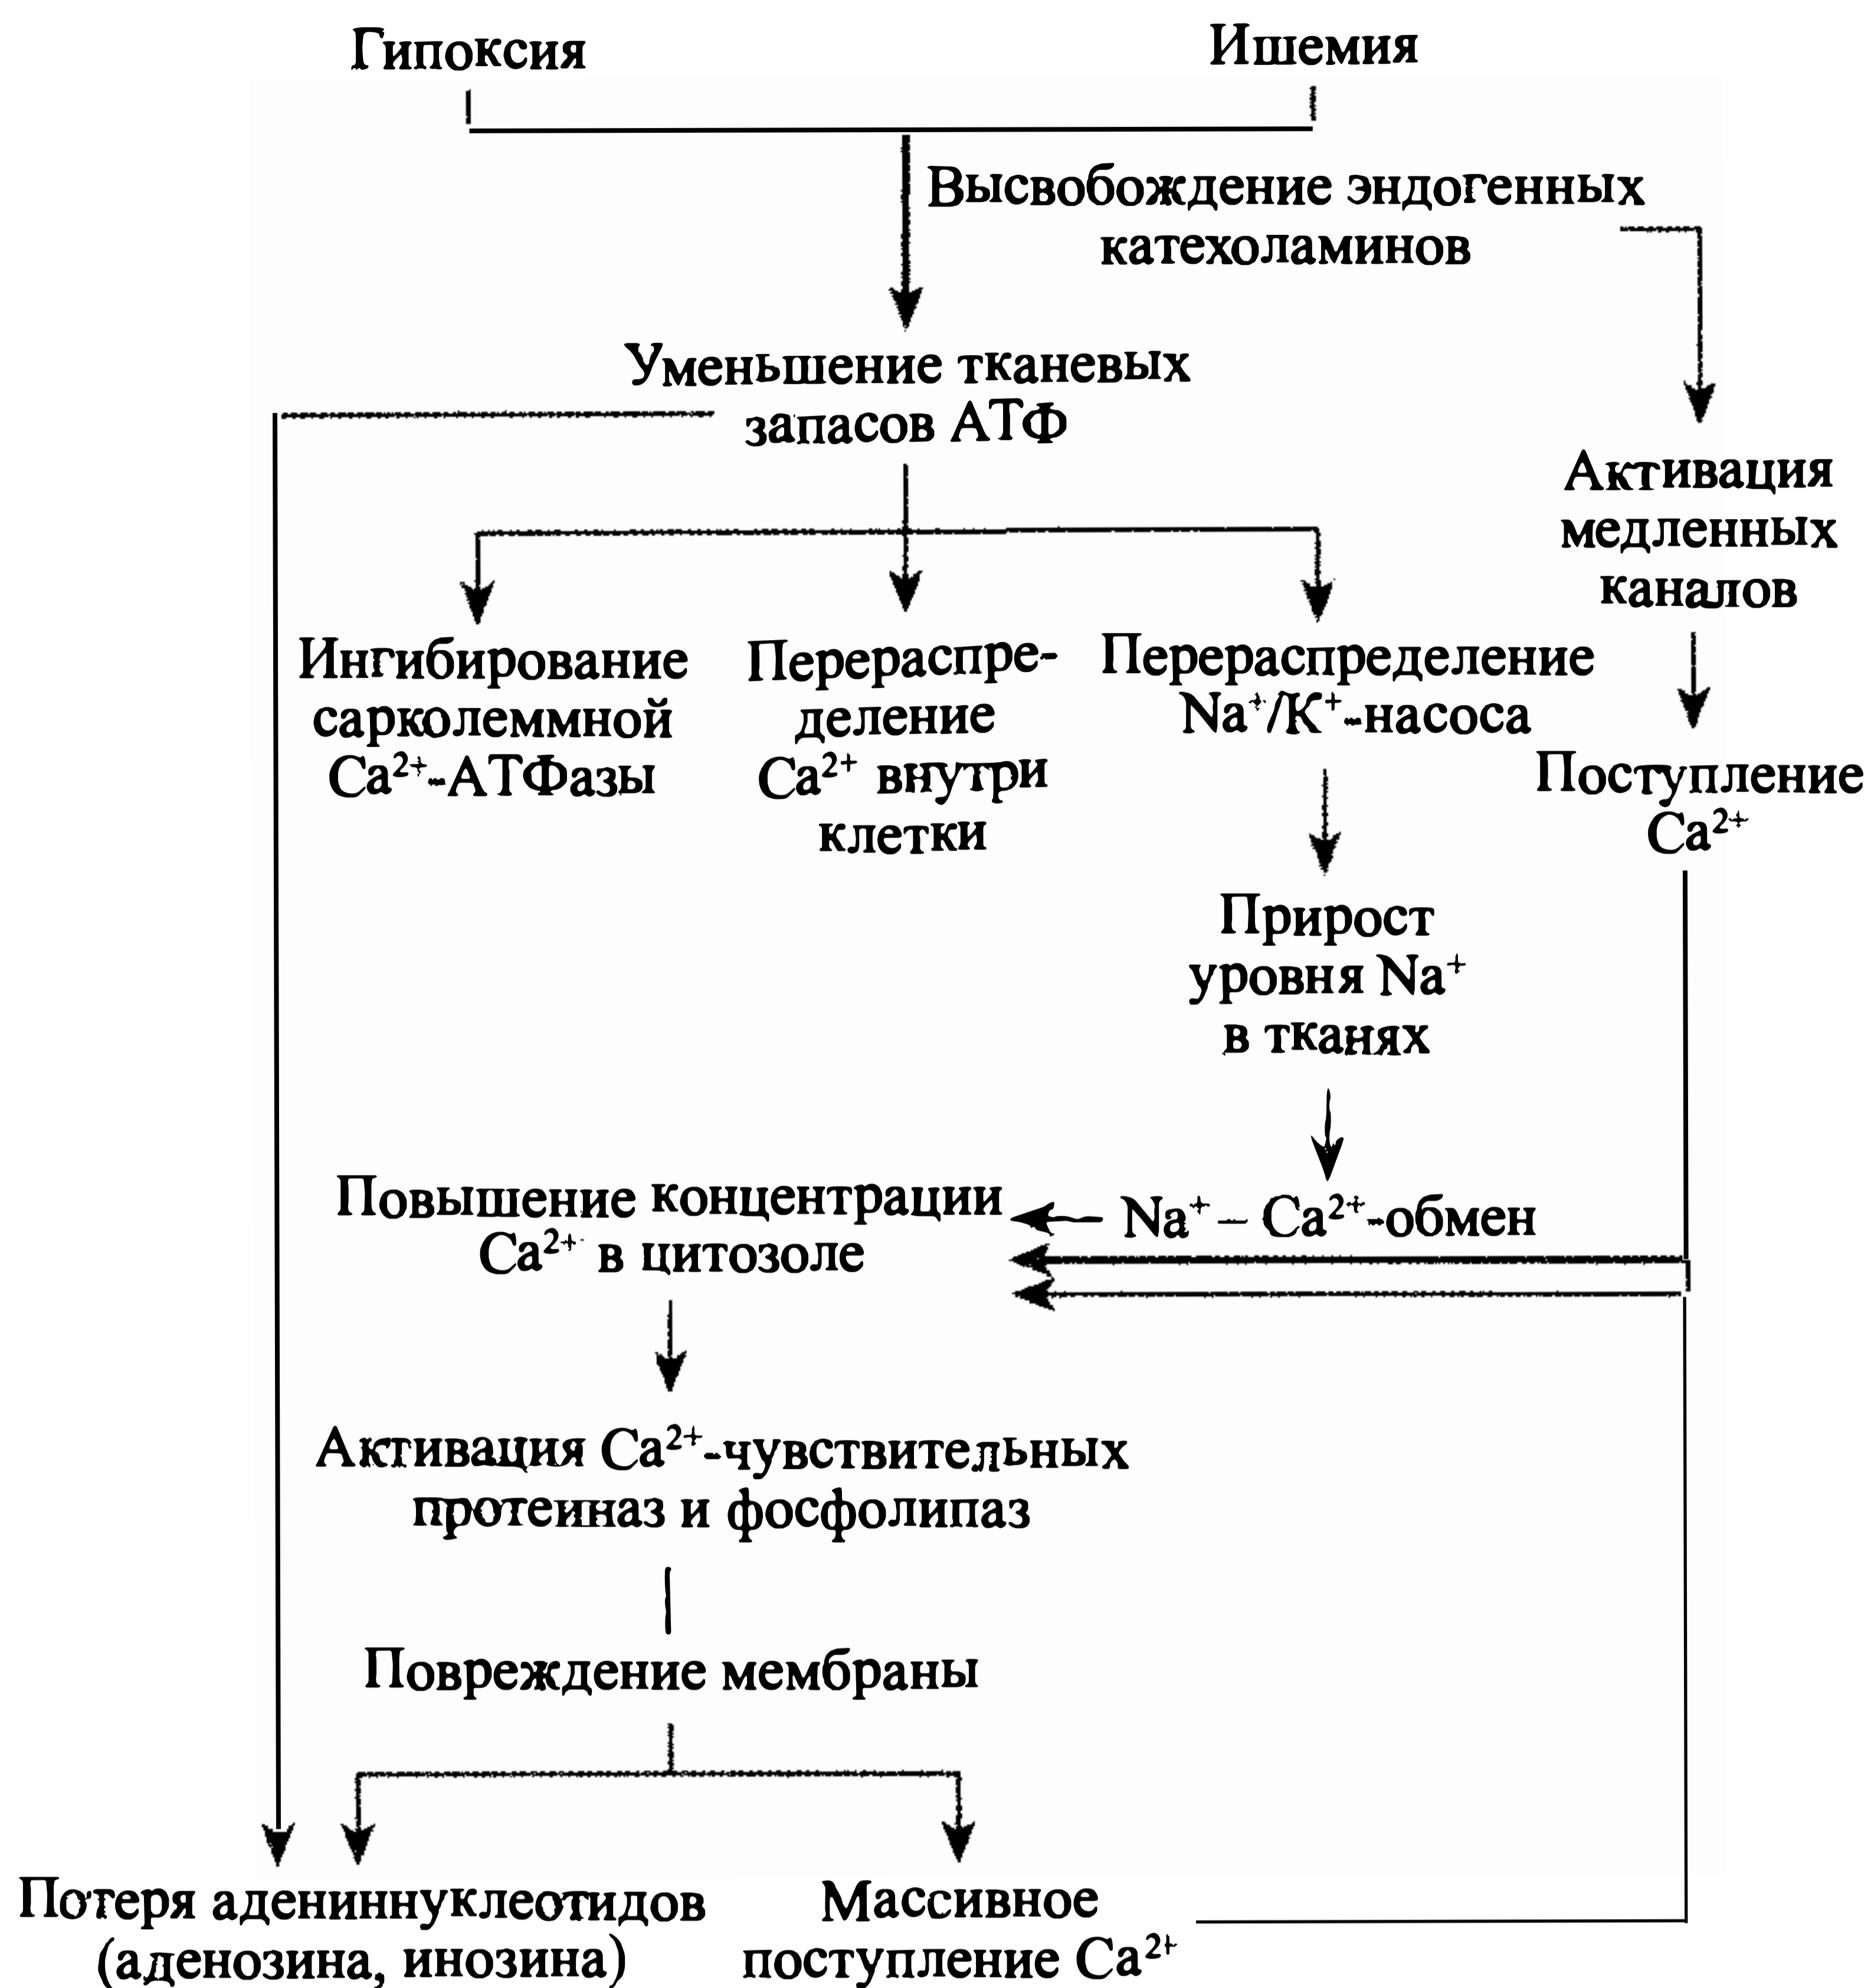 Гипоксия
Ишемия
Высвобождение эндогенных
катехоламинов
Уменьшение тканевых
запасов АТФ
Активация
медленных
каналов
Ингибирование
сарколеммной
Ca²⁺-АТФазы
Перераспре-
деление
Ca²⁺ внутри
клетки
Перераспределение
Na⁺/K⁺-насоса
Поступление
Ca²⁺
Прирост
уровня Na⁺
в тканях
Повышение концентрации
Ca²⁺ в цитозоле
Na⁺ – Ca²⁺-обмен
Активация Ca²⁺-чувствительных
протеиназ и фосфолипаз
Повреждение мембраны
Потеря адениннуклеотидов
(аденозина, инозина)
Массивное
поступление Ca²⁺